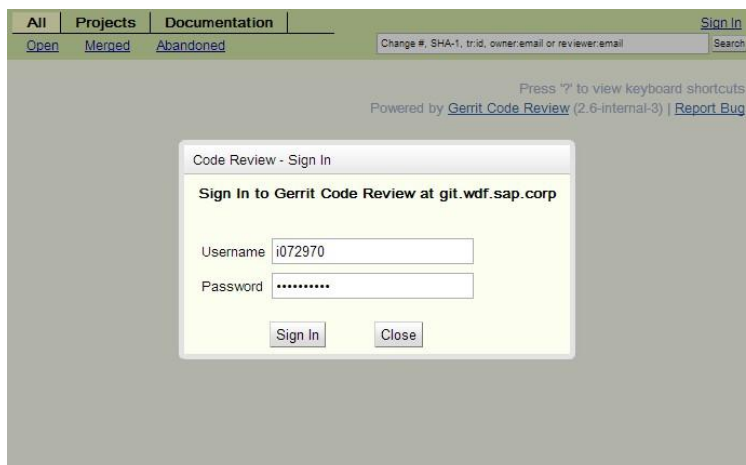 All Projects Documentation Sign In
Open Merged Abandoned Change #, SHA-1, tr:id, owner:email or reviewer:email Search
Press '?' to view keyboard shortcuts
Powered by Gerrit Code Review (2.6-internal-3) | Report Bug
Code Review - Sign In
Sign In to Gerrit Code Review at git.wdf.sap.corp
Username i072970
Password ••••••••••
Sign In Close